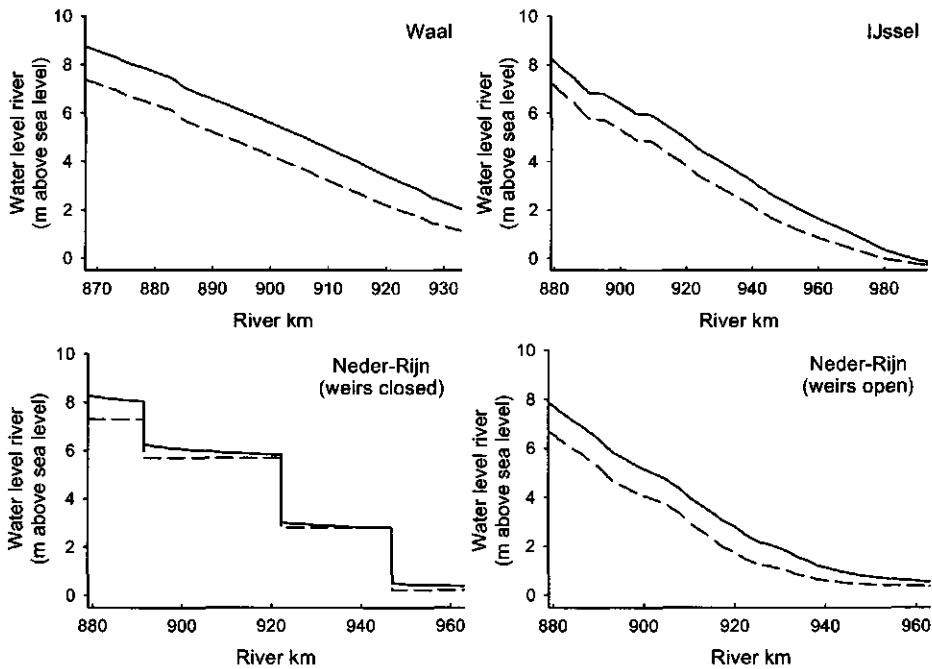 Waal
Water level river
(m above sea level)
10
8
6
4
2
0
870 880 890 900 910 920 930
River km
IJssel
Water level river
(m above sea level)
10
8
6
4
2
0
880 900 920 940 960 980
River km
Neder-Rijn
(weirs closed)
Water level river
(m above sea level)
10
8
6
4
2
0
880 900 920 940 960
River km
Neder-Rijn
(weirs open)
Water level river
(m above sea level)
10
8
6
4
2
0
880 900 920 940 960
River km